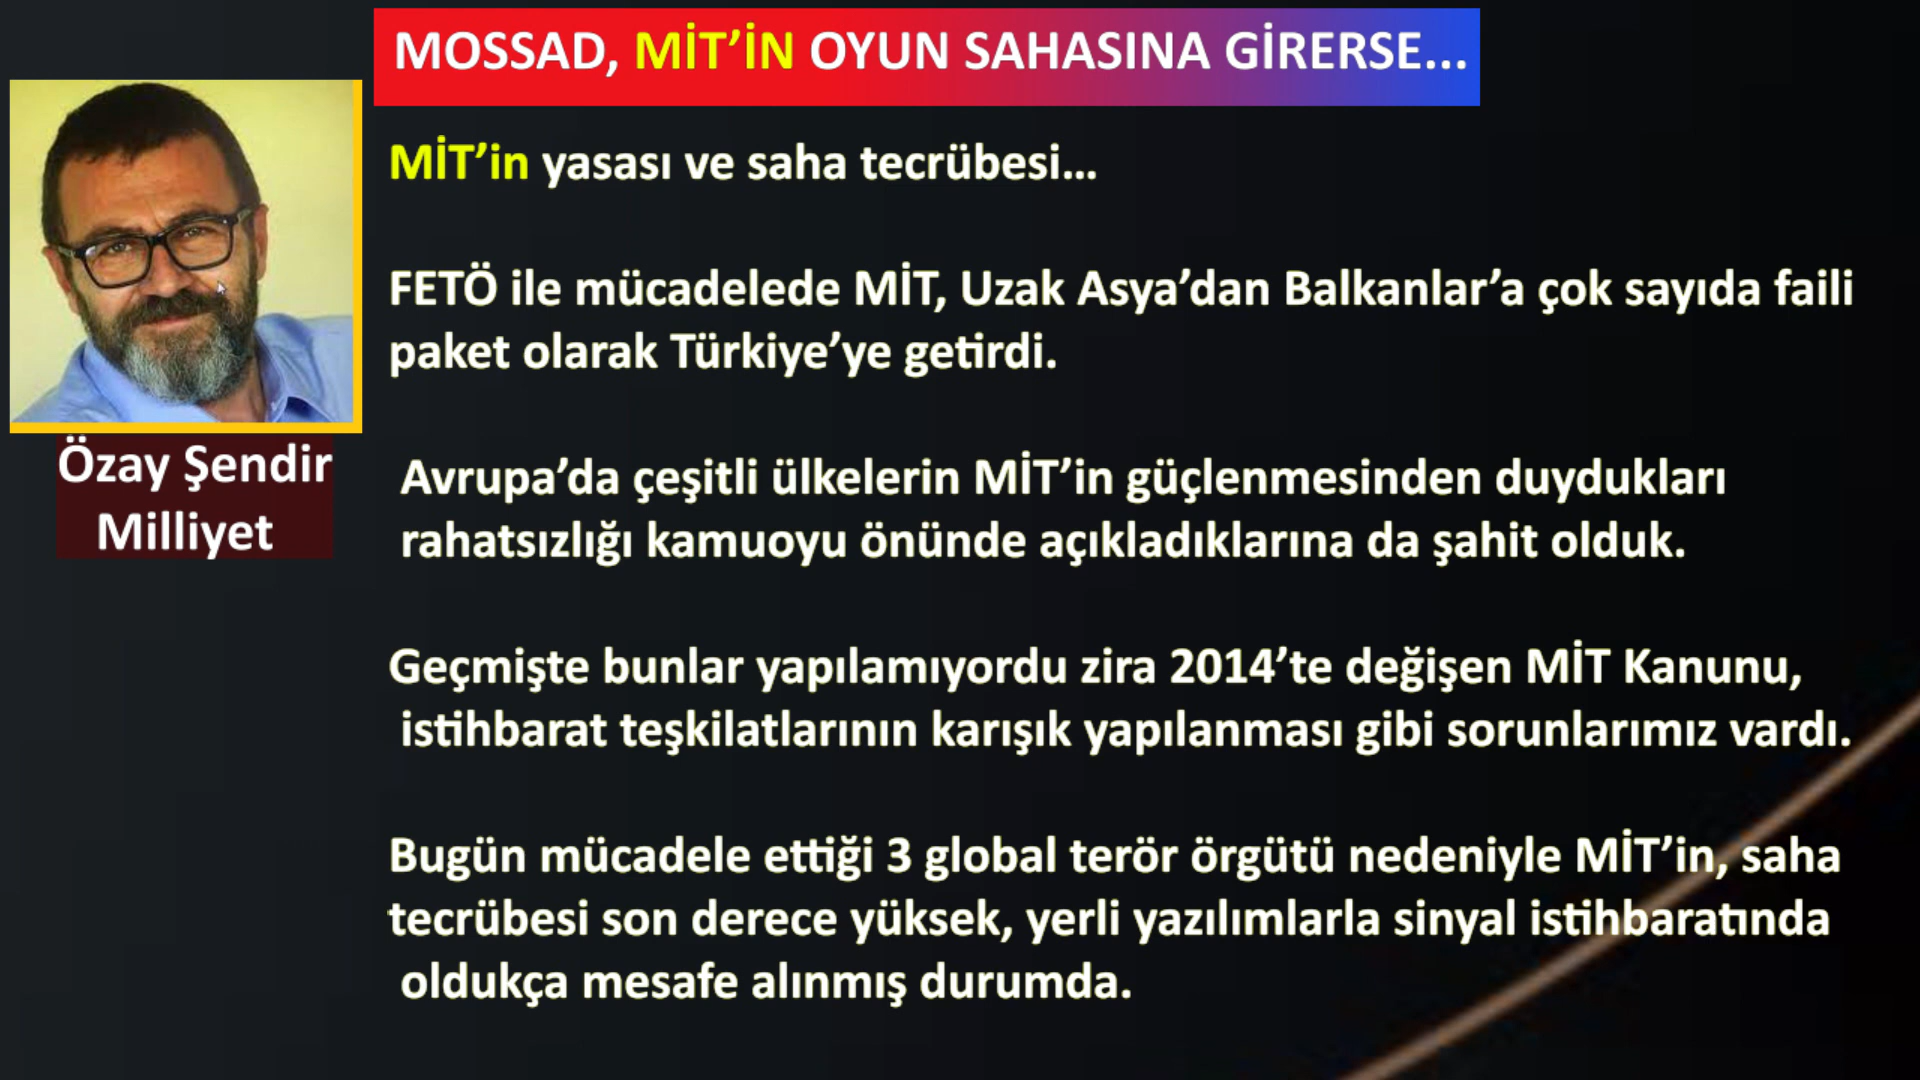 MOSSAD, MİT’İN OYUN SAHASINA GİRERSE...
Özay Şendir
Milliyet
MİT’in yasası ve saha tecrübesi...
FETÖ ile mücadelede MİT, Uzak Asya’dan Balkanlar’a çok sayıda faili
paket olarak Türkiye’ye getirdi.
Avrupa’da çeşitli ülkelerin MİT’in güçlenmesinden duydukları
rahatsızlığı kamuoyu önünde açıkladıklarına da şahit olduk.
Geçmişte bunlar yapılamıyordu zira 2014’te değişen MİT Kanunu,
istihbarat teşkilatlarının karışık yapılanması gibi sorunlarımız vardı.
Bugün mücadele ettiği 3 global terör örgütü nedeniyle MİT’in, saha
tecrübesi son derece yüksek, yerli yazılımlarla sinyal istihbaratında
oldukça mesafe alınmış durumda.